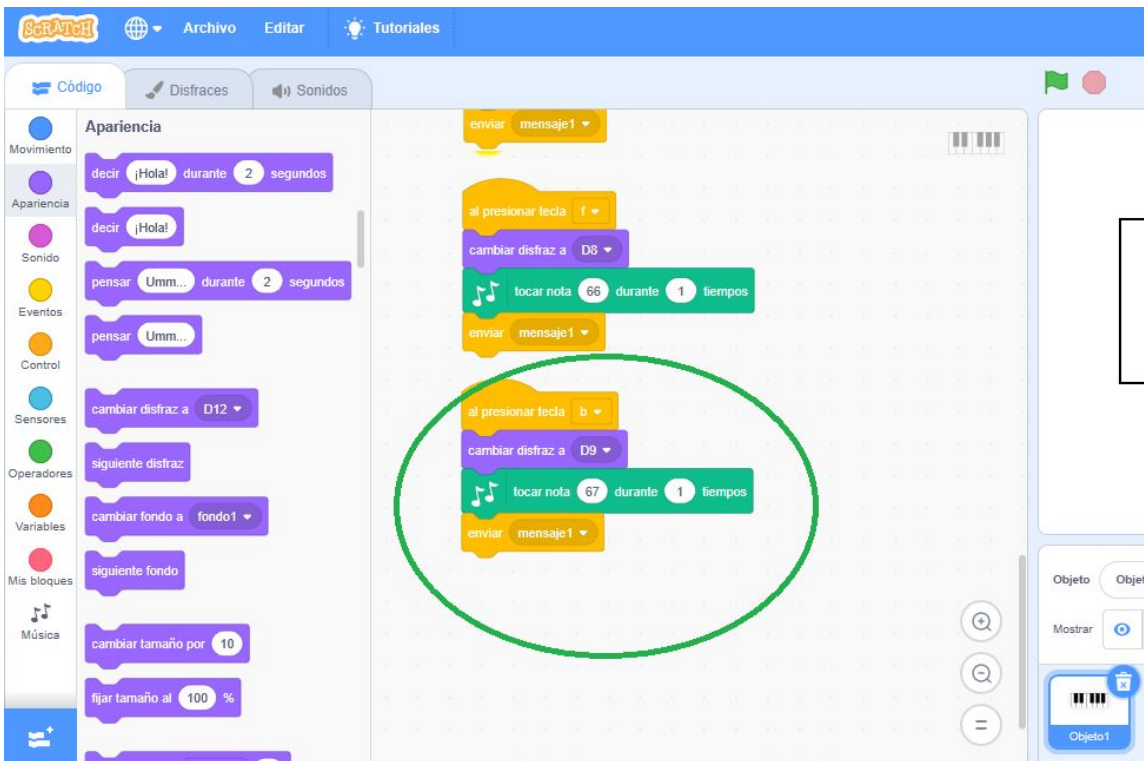 SCRATCH Archivo Editar Tutoriales
Código Disfraces Sonidos
Movimiento
Apariencia
Sonido
Eventos
Control
Sensores
Operadores
Variables
Mis bloques
Música
Apariencia
decir ¡Hola! durante 2 segundos
decir ¡Hola!
pensar Umm... durante 2 segundos
pensar Umm...
cambiar disfraz a D12
siguiente disfraz
cambiar fondo a fondo1
siguiente fondo
cambiar tamaño por 10
fijar tamaño al 100 %
enviar mensaje1
al presionar tecla f
cambiar disfraz a D8
tocar nota 66 durante 1 tiempos
enviar mensaje1
al presionar tecla b
cambiar disfraz a D9
tocar nota 67 durante 1 tiempos
enviar mensaje1
Objeto Objet
Mostrar
Objeto1